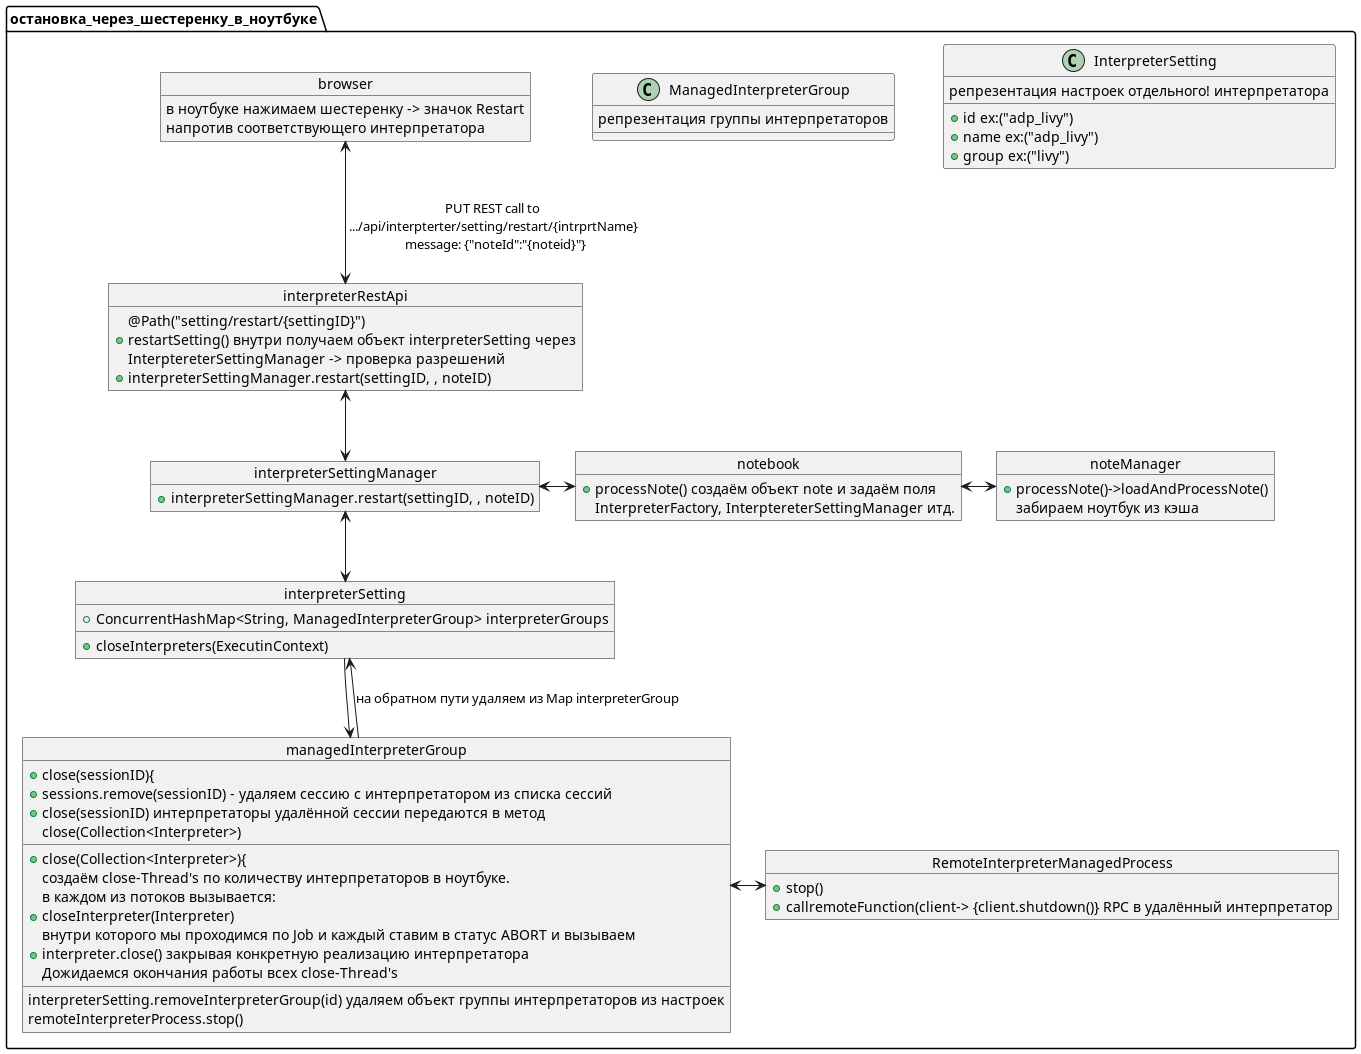 остановка_через_шестеренку_в_ноутбуке
browser
в ноутбуке нажимаем шестеренку -> значок Restart
напротив соответствующего интерпретатора
ManagedInterpreterGroup
репрезентация группы интерпретаторов
InterpreterSetting
репрезентация настроек отдельного! интерпретатора
id ex:("adp_livy")
name ex:("adp_livy")
group ex:("livy")
PUT REST call to
.../api/interpterter/setting/restart/{intrprtName}
message: {"noteId":"{noteid}"}
interpreterRestApi
@Path("setting/restart/{settingID}")
restartSetting() внутри получаем объект interpreterSetting через
InterptereterSettingManager -> проверка разрешений
interpreterSettingManager.restart(settingID, , noteID)
interpreterSettingManager
interpreterSettingManager.restart(settingID, , noteID)
notebook
processNote() создаём объект note и задаём поля
InterpreterFactory, InterptereterSettingManager итд.
noteManager
processNote()->loadAndProcessNote()
забираем ноутбук из кэша
interpreterSetting
ConcurrentHashMap<String, ManagedInterpreterGroup> interpreterGroups
closeInterpreters(ExecutinContext)
на обратном пути удаляем из Map interpreterGroup
managedInterpreterGroup
close(sessionID){
sessions.remove(sessionID) - удаляем сессию с интерпретатором из списка сессий
close(sessionID) интерпретаторы удалённой сессии передаются в метод
close(Collection<Interpreter>)
close(Collection<Interpreter>){
создаём close-Thread's по количеству интерпретаторов в ноутбуке.
в каждом из потоков вызывается:
closeInterpreter(Interpreter)
внутри которого мы проходимся по Job и каждый ставим в статус ABORT и вызываем
interpreter.close() закрывая конкретную реализацию интерпретатора
Дожидаемся окончания работы всех close-Thread's
interpreterSetting.removeInterpreterGroup(id) удаляем объект группы интерпретаторов из настроек
remoteInterpreterProcess.stop()
RemoteInterpreterManagedProcess
stop()
callremoteFunction(client-> {client.shutdown()} RPC в удалённый интерпретатор